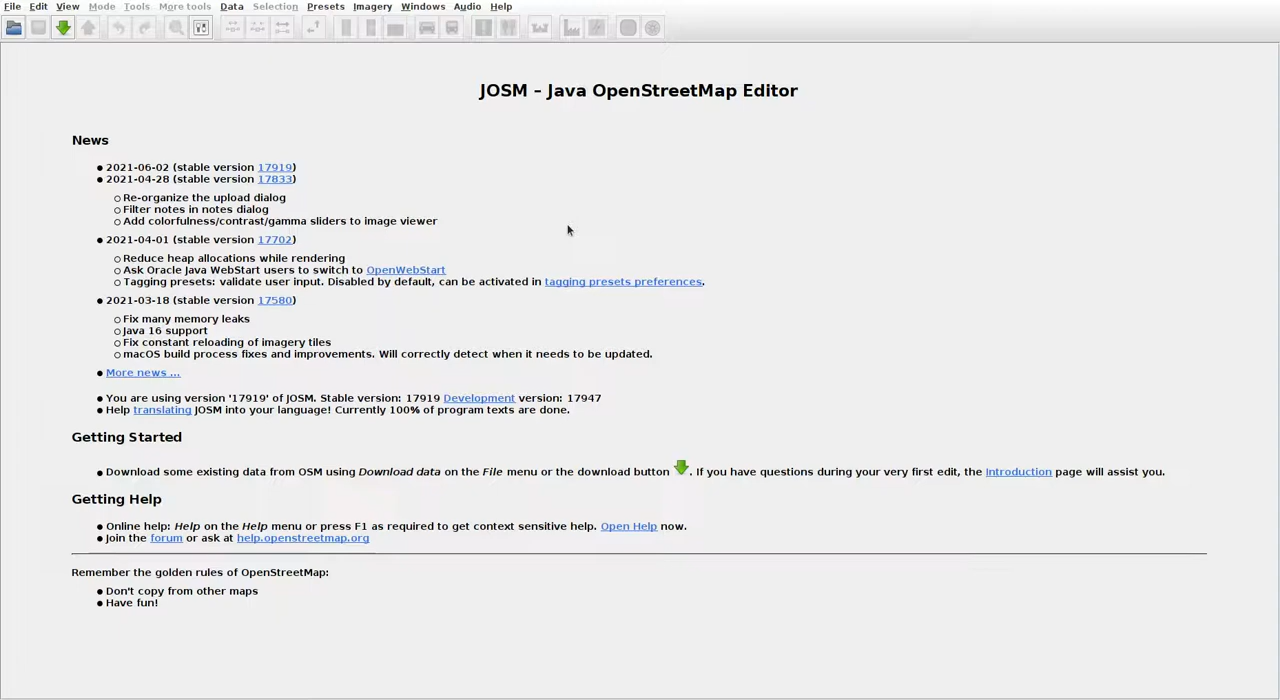 File Edit View Mode Tools More tools Data Selection Presets Imagery Windows Audio Help
JOSM – Java OpenStreetMap Editor
News
2021-06-02 (stable version 17919)
2021-04-28 (stable version 17833)
Re-organize the upload dialog
Filter notes in notes dialog
Add colorfulness/contrast/gamma sliders to image viewer
2021-04-01 (stable version 17702)
Reduce heap allocations while rendering
Ask Oracle Java WebStart users to switch to OpenWebStart
Tagging presets: validate user input. Disabled by default, can be activated in tagging presets preferences.
2021-03-18 (stable version 17580)
Fix many memory leaks
Java 16 support
Fix constant reloading of imagery tiles
macOS build process fixes and improvements. Will correctly detect when it needs to be updated.
More news ...
You are using version '17919' of JOSM. Stable version: 17919 Development version: 17947
Help translating JOSM into your language! Currently 100% of program texts are done.
Getting Started
Download some existing data from OSM using Download data on the File menu or the download button . If you have questions during your very first edit, the Introduction page will assist you.
Getting Help
Online help: Help on the Help menu or press F1 as required to get context sensitive help. Open Help now.
Join the forum or ask at help.openstreetmap.org
Remember the golden rules of OpenStreetMap:
Don't copy from other maps
Have fun!